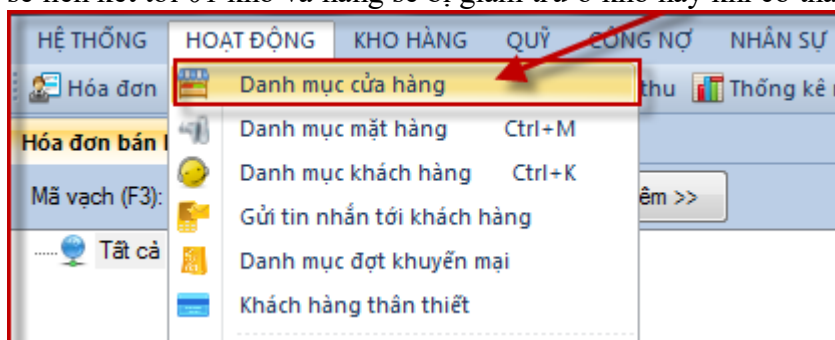 HỆ THỐNG HOẠT ĐỘNG KHO HÀNG QUỸ CÔNG NỢ NHÂN SỰ
Hóa đơn Danh mục cửa hàng thu Thống kê
Hóa đơn bán Danh mục mặt hàng Ctrl+M
Danh mục khách hàng Ctrl+K
Mã vạch (F3): êm >>
Gửi tin nhắn tới khách hàng
Tất cả Danh mục đợt khuyến mại
Khách hàng thân thiết